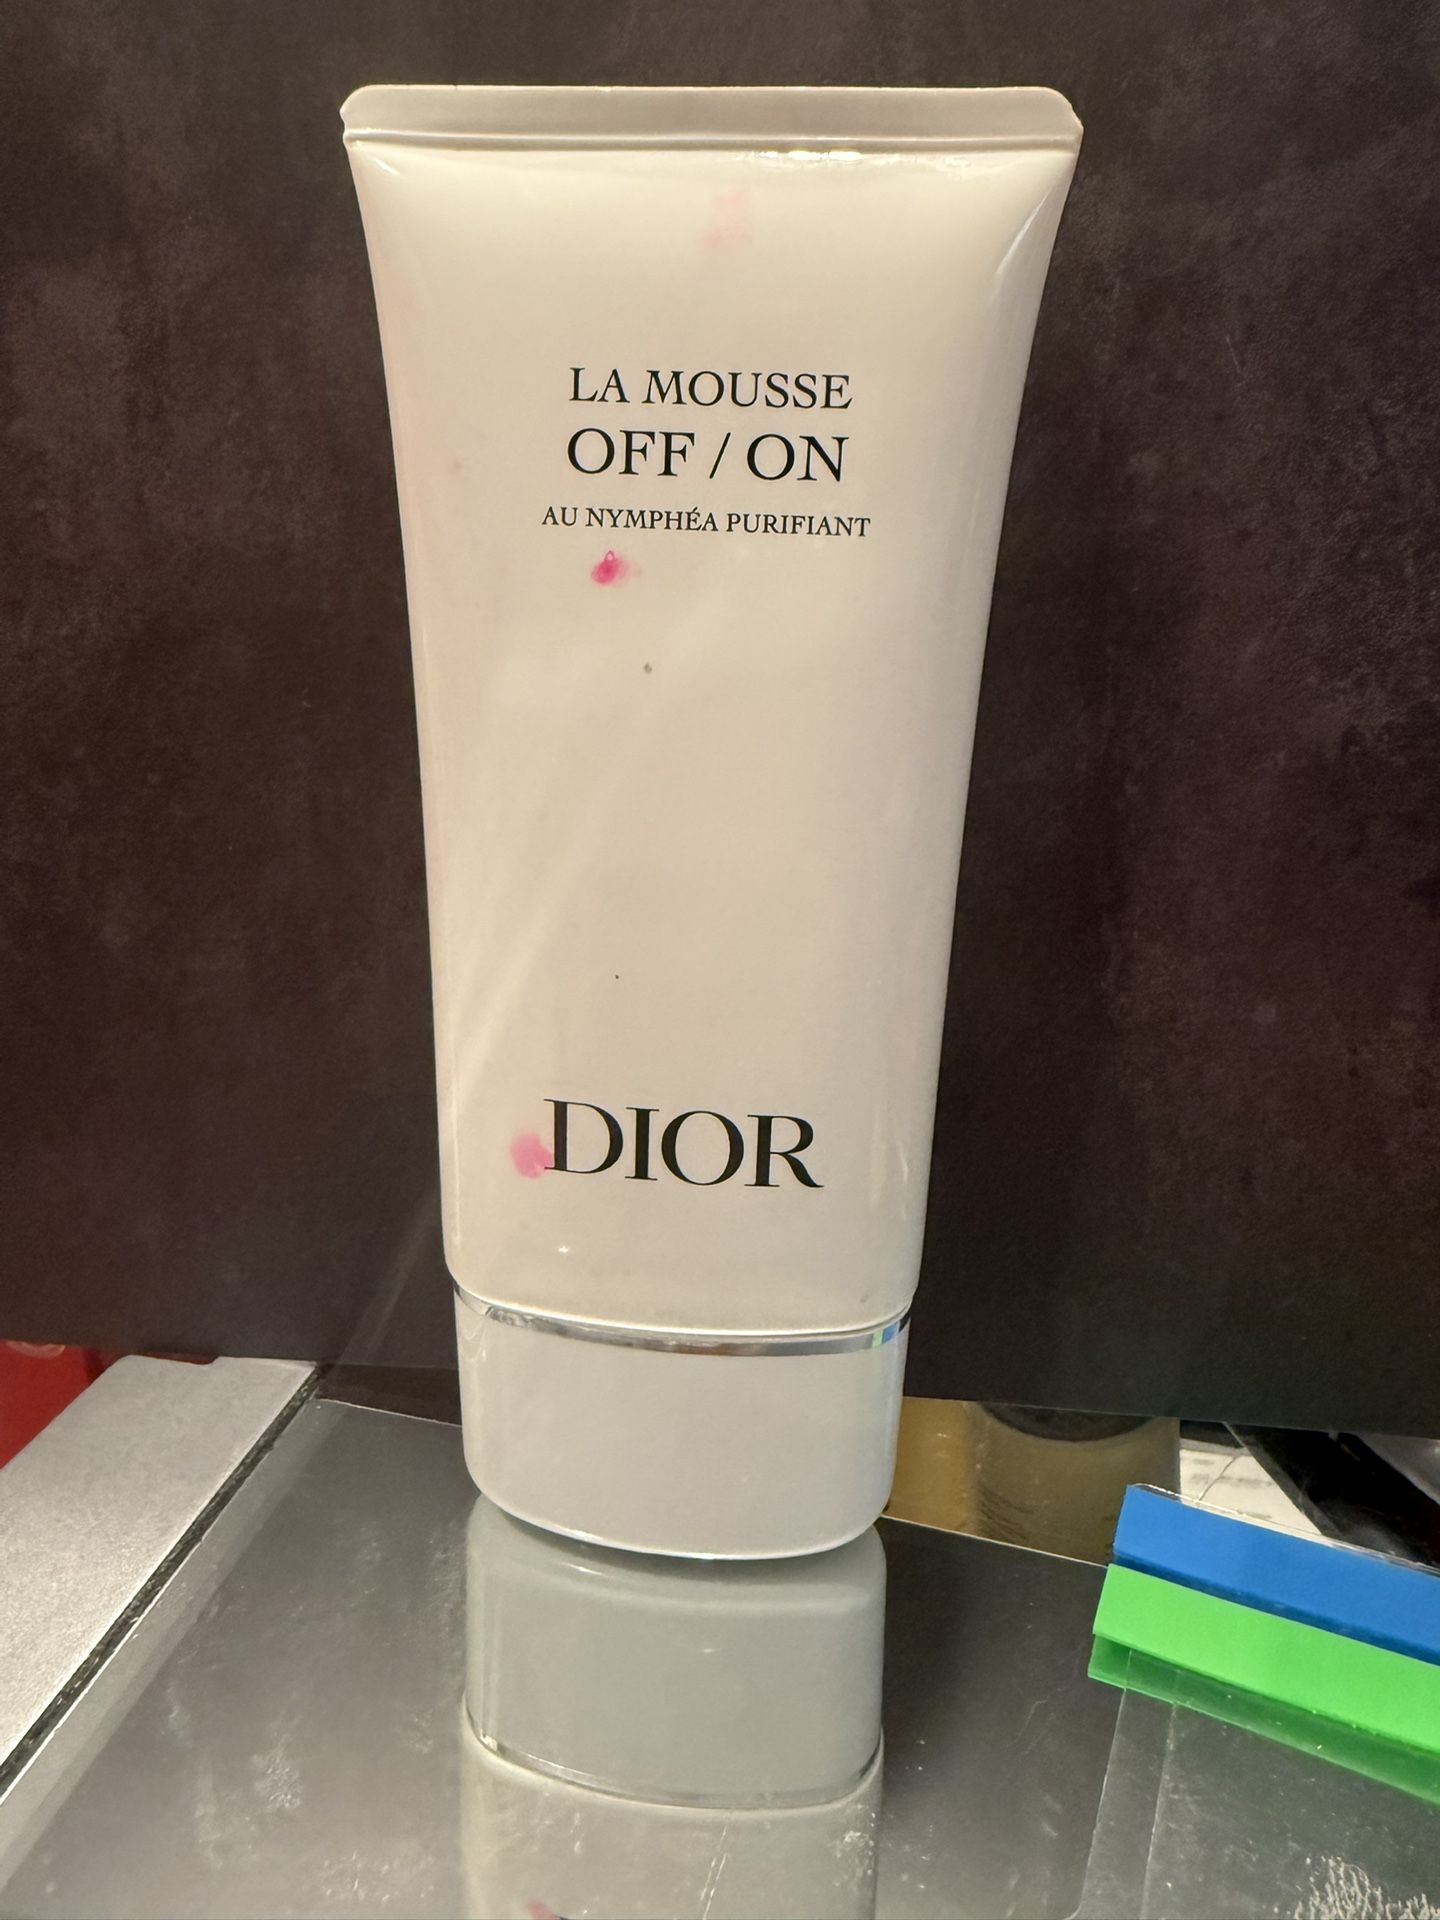 LA MOUSSE
OFF / ON
AU NYMPHÉA PURIFIANT
DIOR